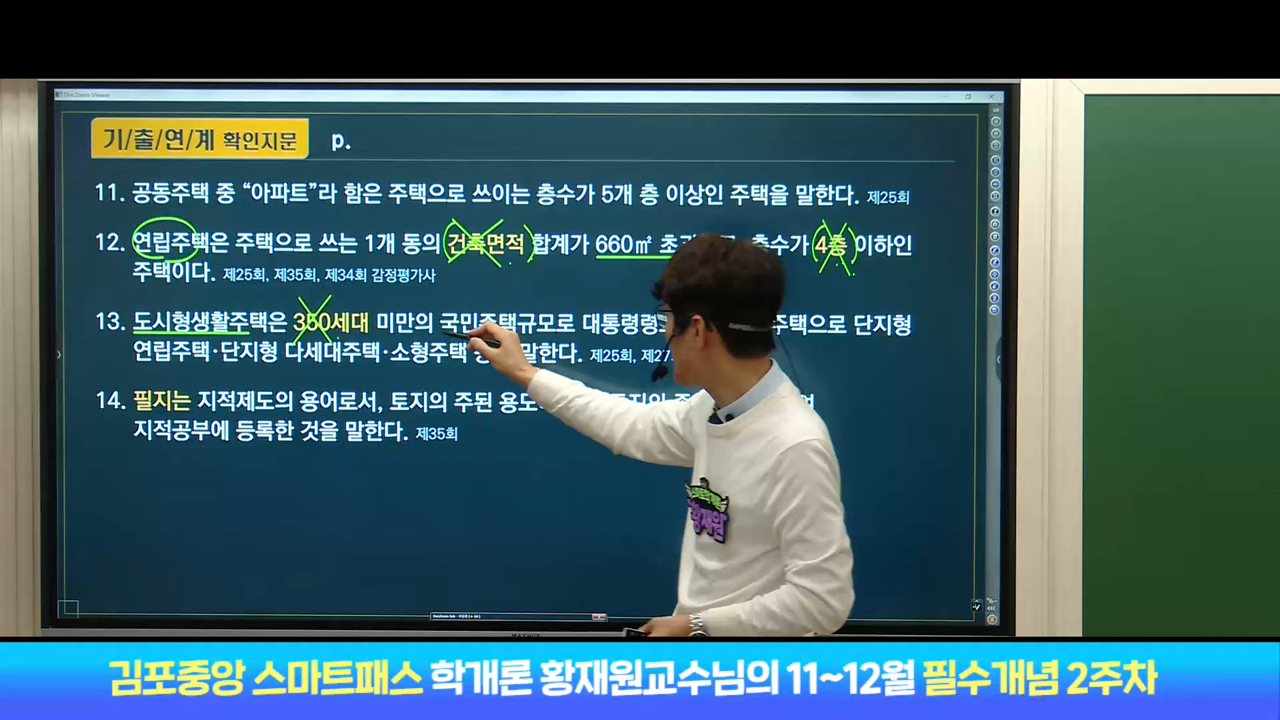 Doczoom Viewer
기/출/연/계 확인지문 p.
11. 공동주택 중 “아파트”라 함은 주택으로 쓰이는 층수가 5개 층 이상인 주택을 말한다. 제25회
12. 연립주택은 주택으로 쓰는 1개 동의 건축면적 합계가 660㎡ 초 층수가 4층 이하인
주택이다. 제25회, 제35회, 제34회 감정평가사
13. 도시형생활주택은 350세대 미만의 국민주택규모로 대통령령 주택으로 단지형
연립주택·단지형 다세대주택·소형주택 말한다. 제25회, 제27
14. 필지는 지적제도의 용어로서, 토지의 주된 용도
지적공부에 등록한 것을 말한다. 제35회
황재원
김포중앙 스마트패스 학개론 황재원교수님의 11~12월 필수개념 2주차